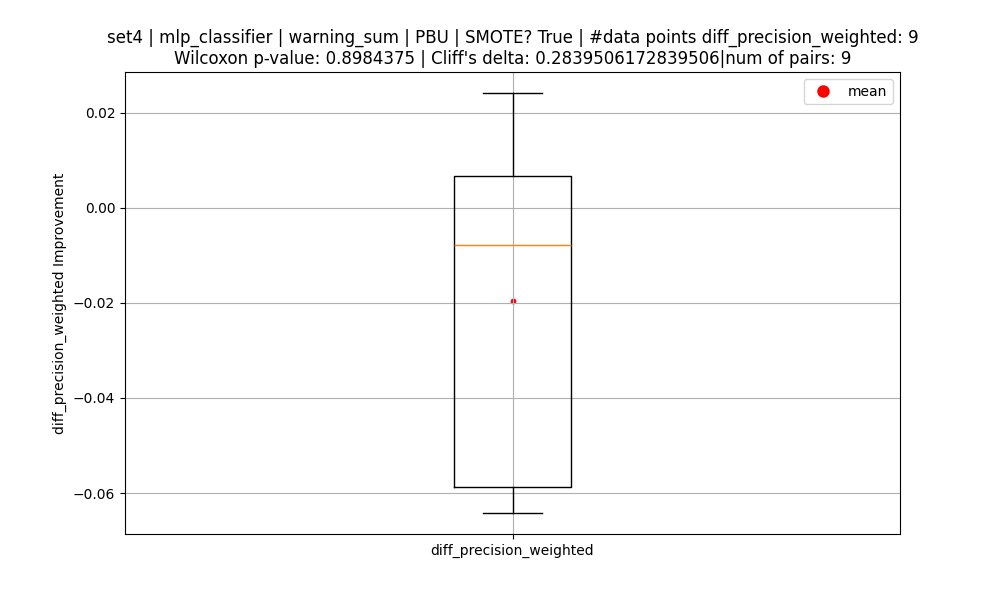 set4 | mlp_classifier | warning_sum | PBU | SMOTE? True | #data points diff_precision_weighted: 9
Wilcoxon p-value: 0.8984375 | Cliff's delta: 0.2839506172839506|num of pairs: 9
mean
0.02
0.00
−0.02
−0.04
−0.06
diff_precision_weighted Improvement
diff_precision_weighted